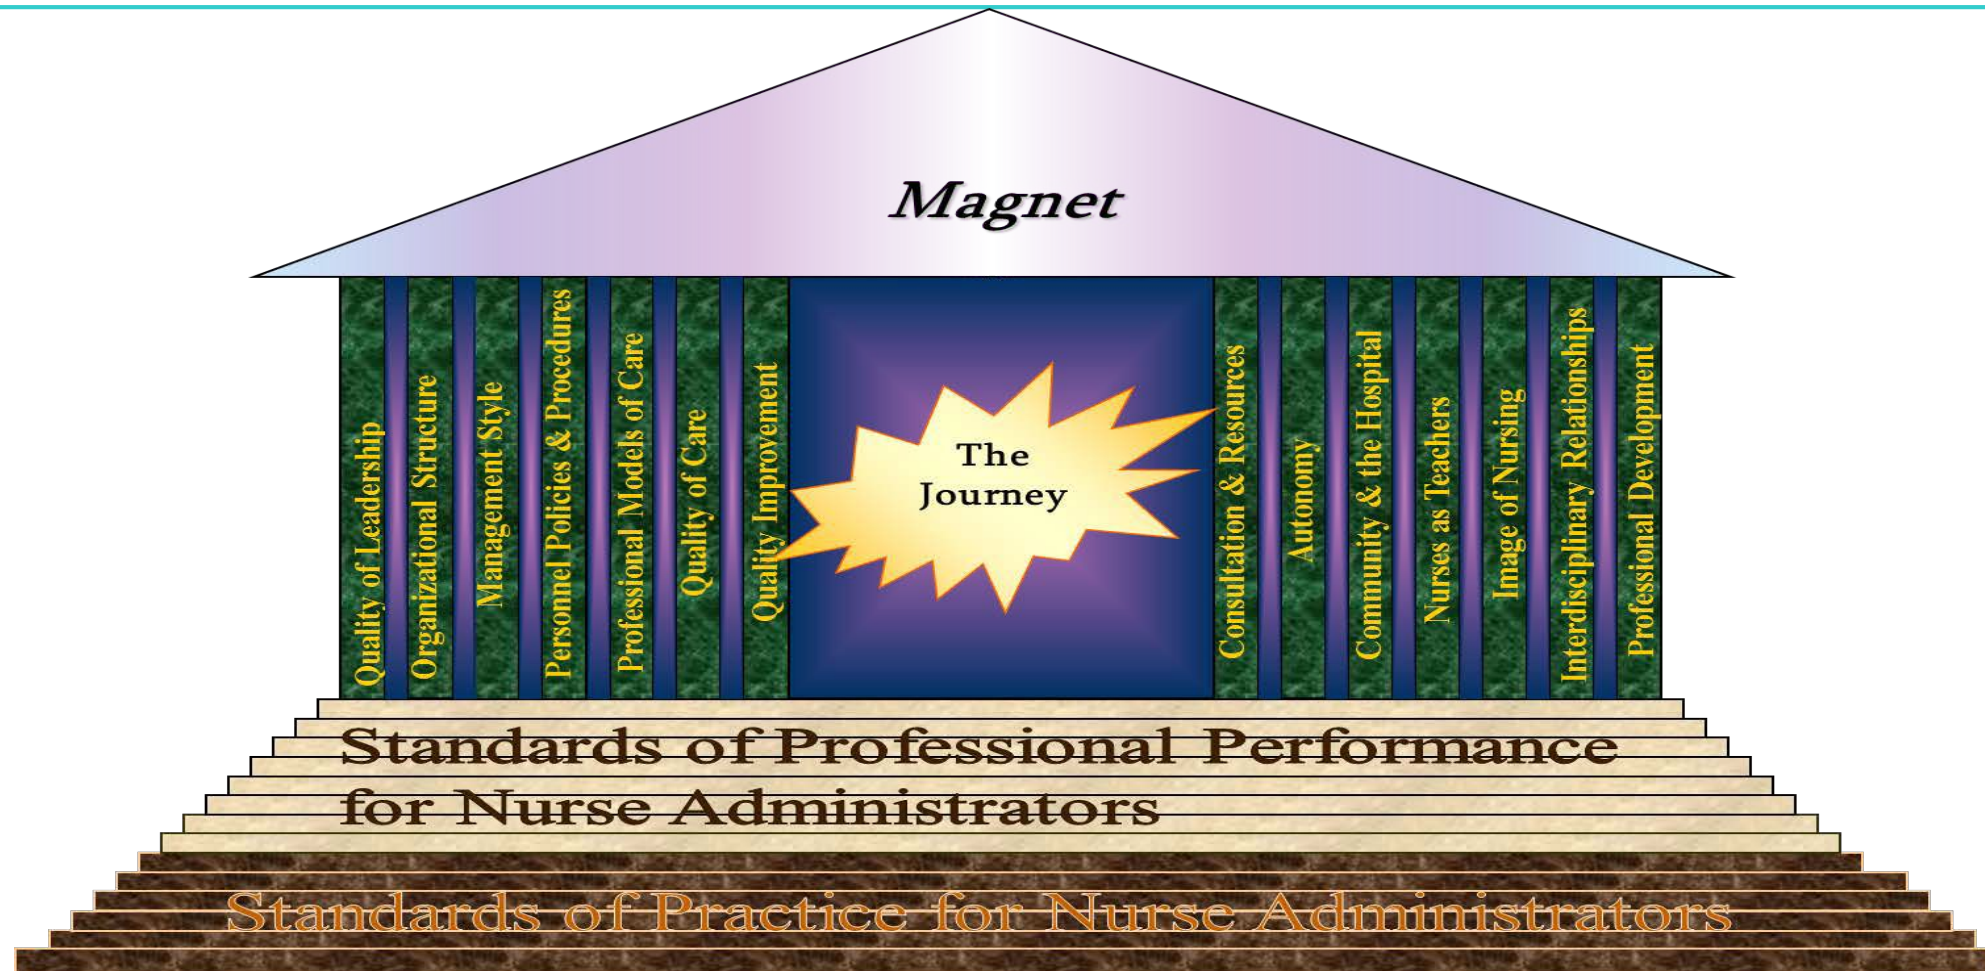 Magnet
Quality of Leadership
Organizational Structure
Management Style
Personnel Policies & Procedures
Professional Models of Care
Quality of Care
Quality Improvement
The
Journey
Consultation & Resources
Autonomy
Community & the Hospital
Nurses as Teachers
Image of Nursing
Interdisciplinary Relationships
Professional Development
Standards of Professional Performance
for Nurse Administrators
Standards of Practice for Nurse Administrators